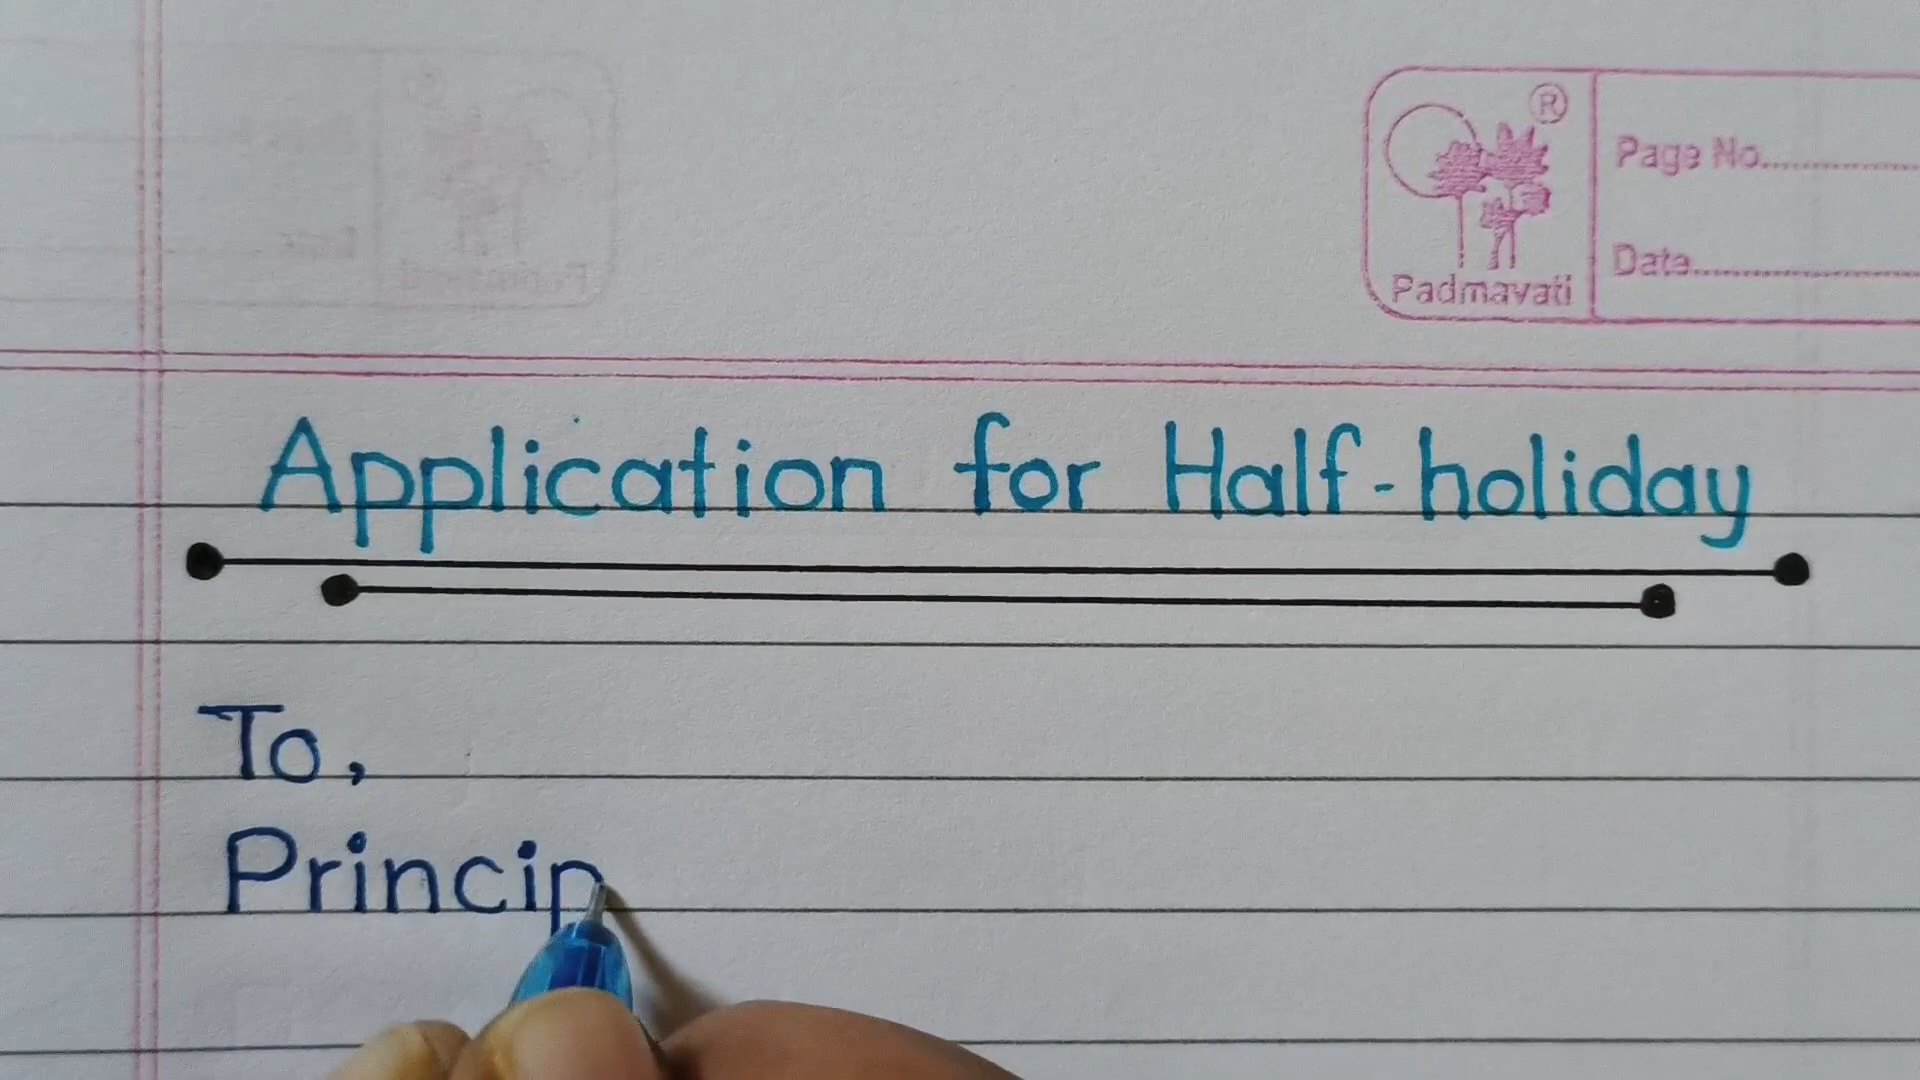 ®
Padmavati
Page No.............
Date....................
Application for Half-holiday
To,
Princip